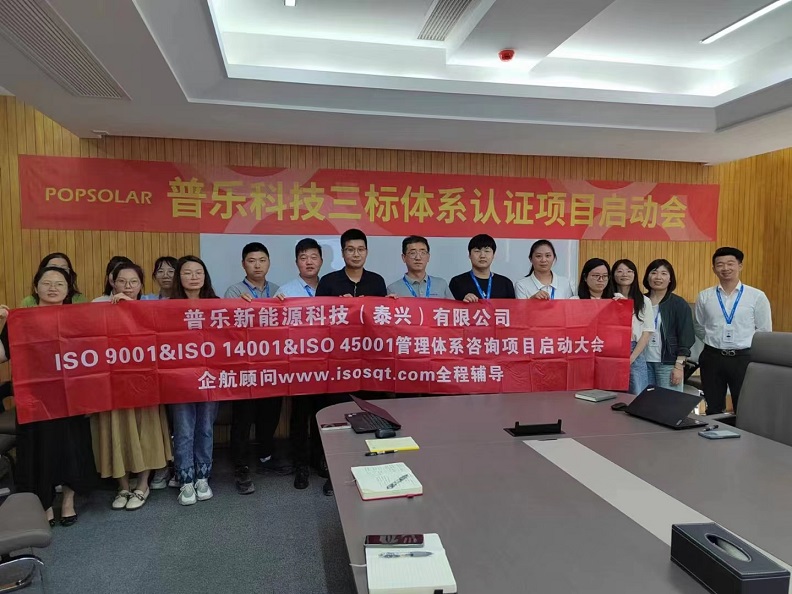 POPSOLAR 普乐科技三标体系认证项目启动会
普乐新能源科技（泰兴）有限公司
ISO 9001&ISO 14001&ISO 45001管理体系咨询项目启动大会
企航顾问www.isosqt.com全程辅导